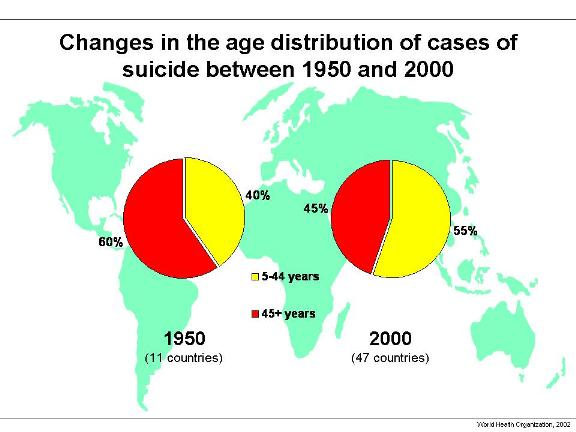 Changes in the age distribution of cases of
suicide between 1950 and 2000
40%
60%
45%
55%
5-44 years
45+ years
1950
(11 countries)
2000
(47 countries)
World Health Organization, 2002